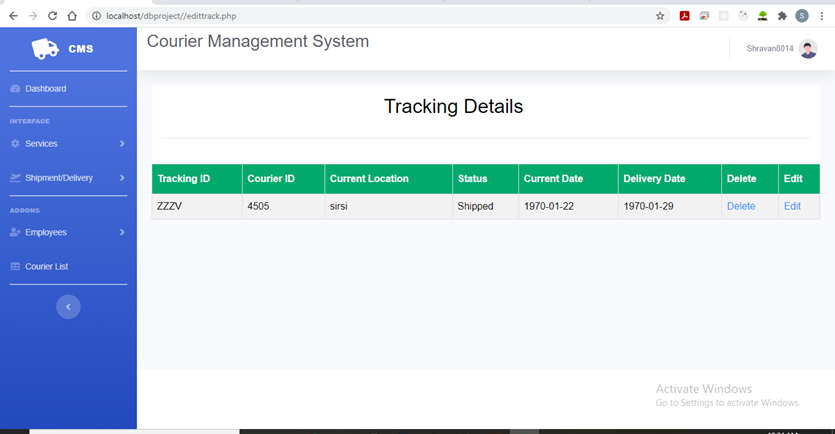 localhost/dbproject//edittrack.php
S
CMS
Courier Management System
Shravan8014
Dashboard
INTERFACE
Services
Shipment/Delivery
ADDONS
Employees
Courier List
Tracking Details
Tracking ID Courier ID Current Location Status Current Date Delivery Date Delete Edit
ZZZV 4505 sirsi Shipped 1970-01-22 1970-01-29 Delete Edit
Activate Windows
Go to Settings to activate Windows.